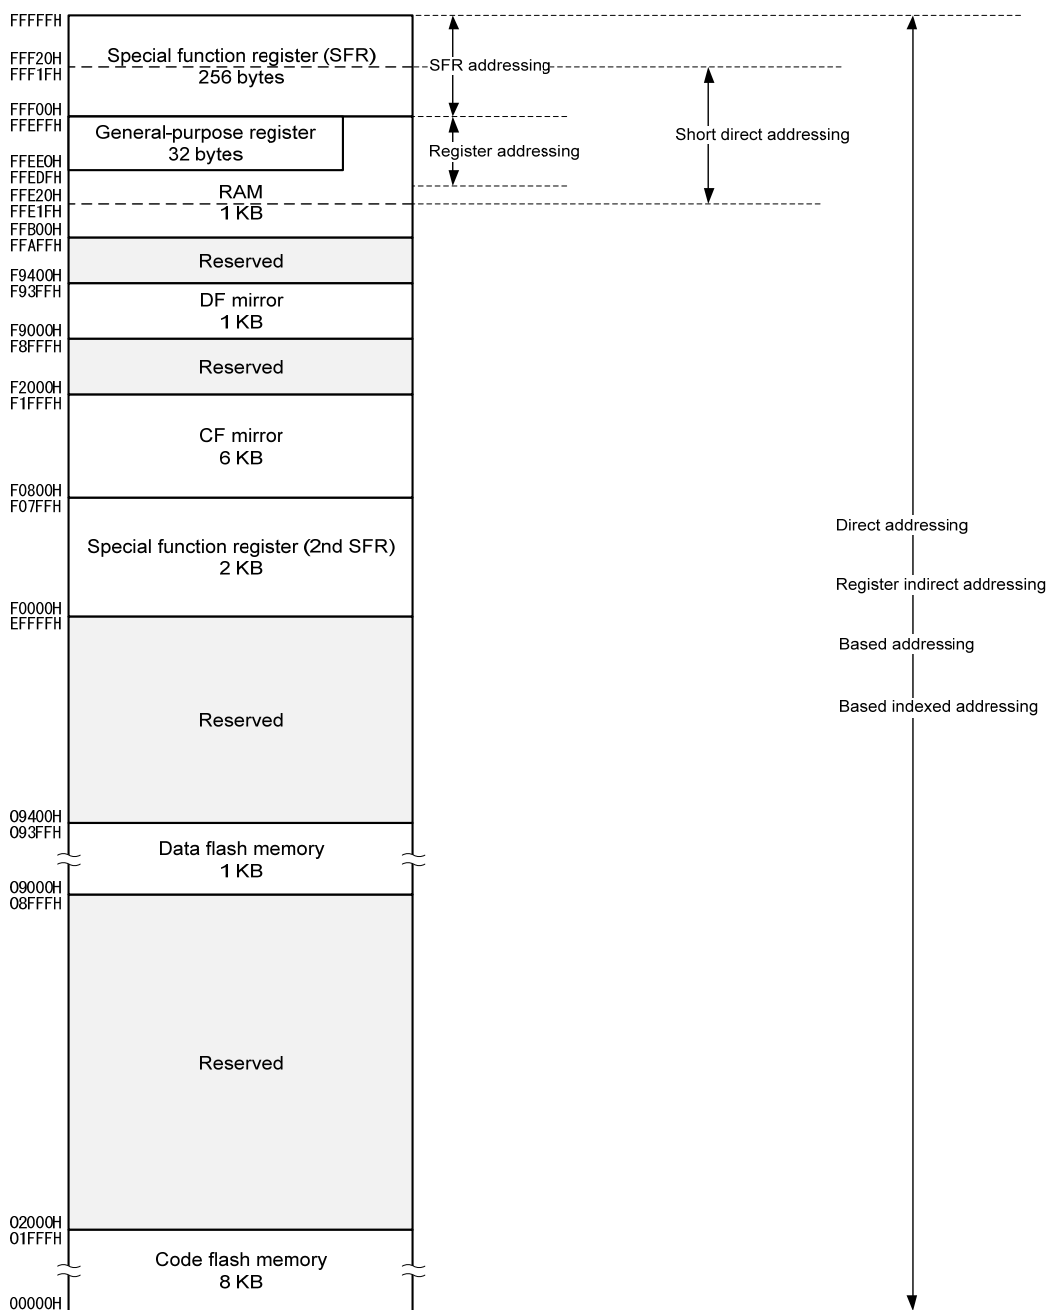 FFFFFH
Special function register (SFR)
256 bytes
FFF20H
FFF1FH
SFR addressing
FFF00H
FFEFFH
General-purpose register
32 bytes
Short direct addressing
Register addressing
FFEE0H
FFEDFH
RAM
1 KB
FFE20H
FFE1FH
FFB00H
FFAFFH
Reserved
F9400H
F93FFH
DF mirror
1 KB
F9000H
F8FFFH
Reserved
F2000H
F1FFFH
CF mirror
6 KB
F0800H
F07FFH
Direct addressing
Special function register (2nd SFR)
2 KB
Register indirect addressing
F0000H
EFFFFH
Based addressing
Based indexed addressing
Reserved
09400H
093FFH
Data flash memory
1 KB
09000H
08FFFH
Reserved
02000H
01FFFH
Code flash memory
8 KB
00000H